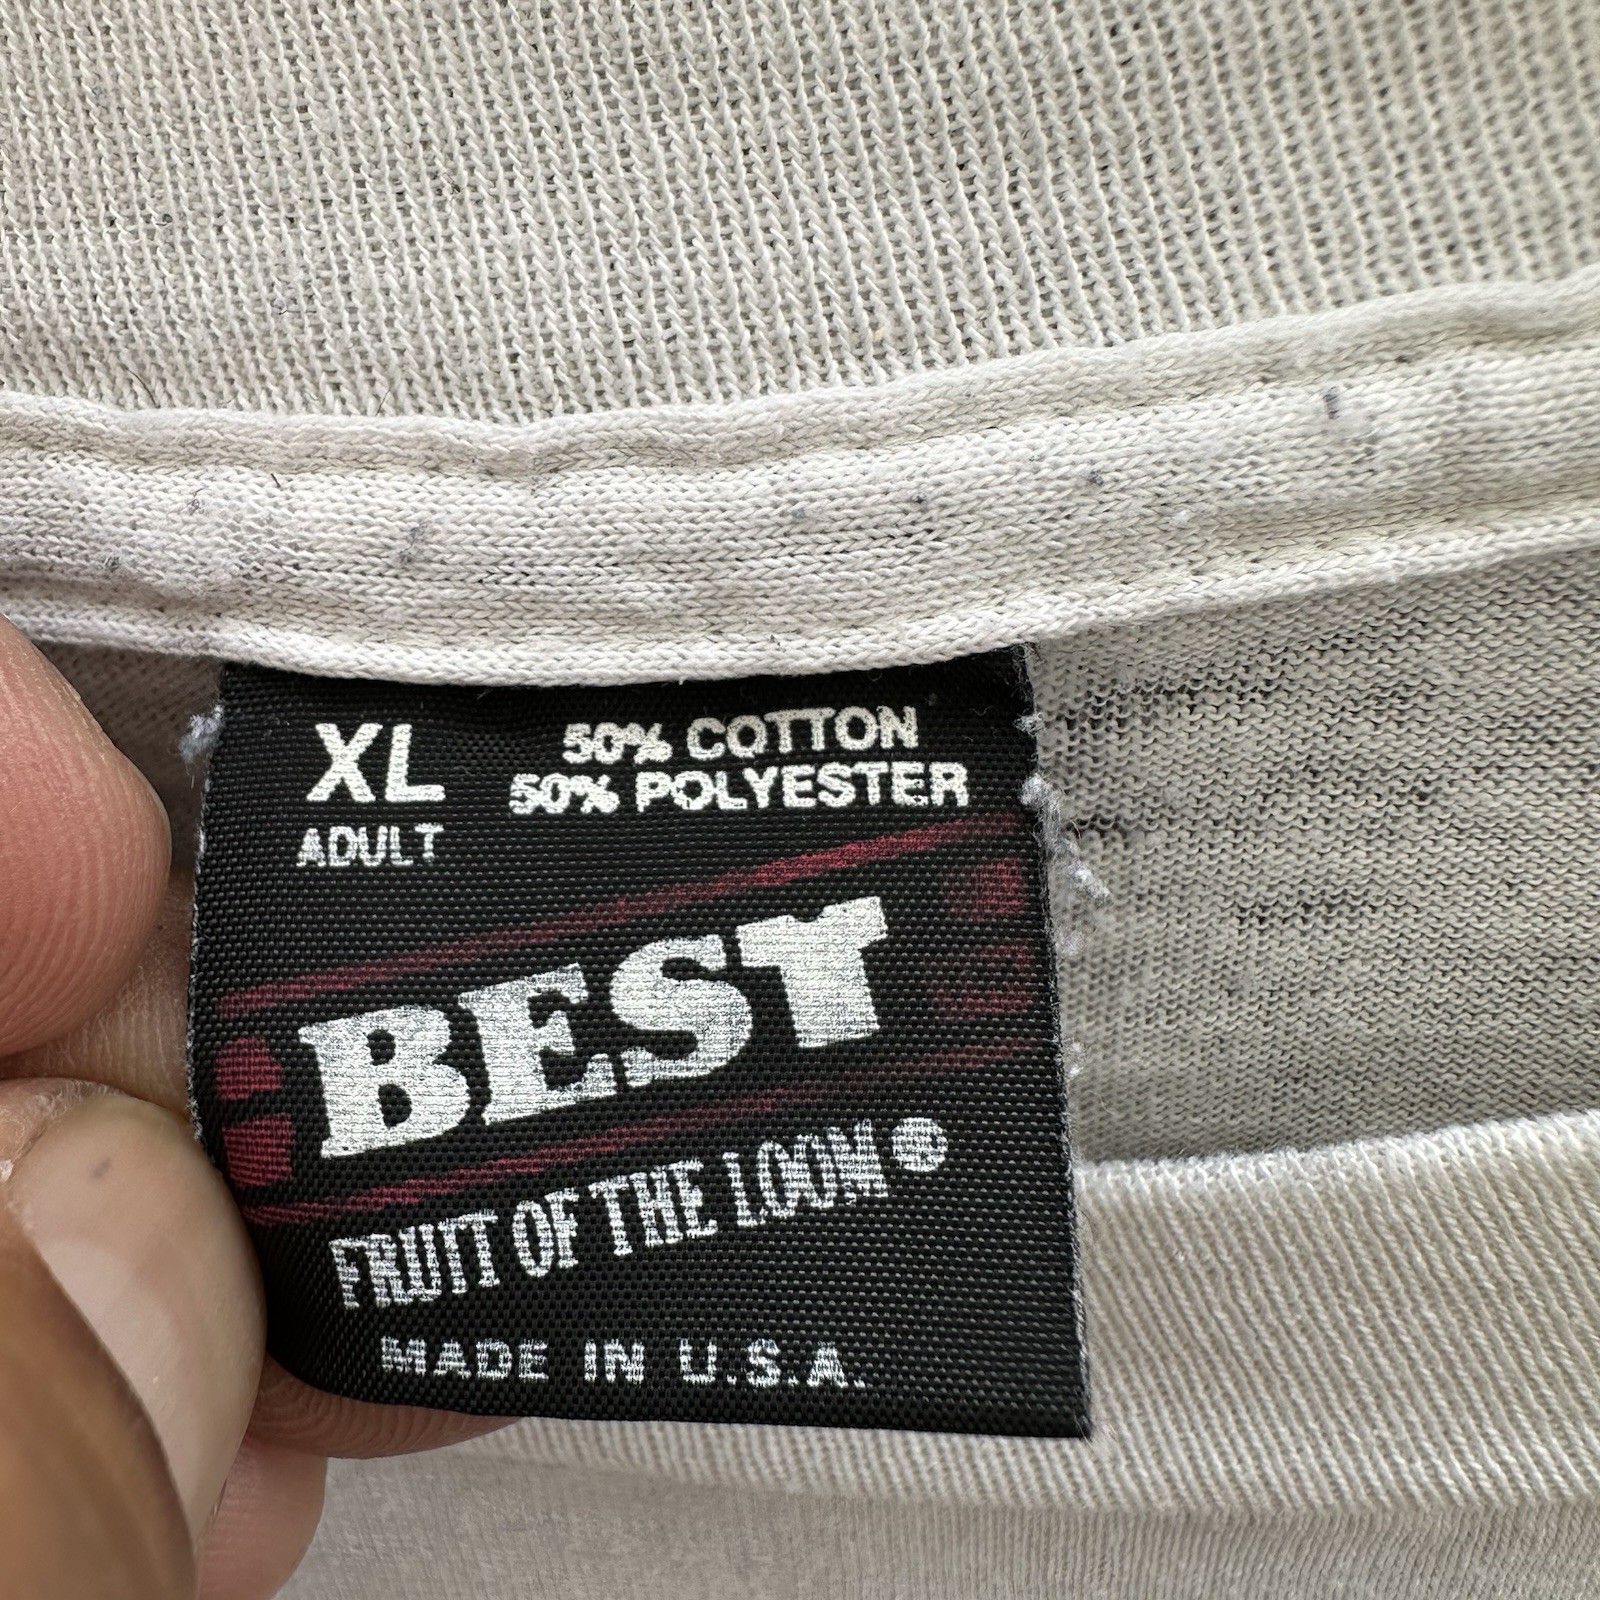 XL
ADULT
50% COTTON
50% POLYESTER
BEST
FRUIT OF THE LOOM
MADE IN U.S.A.